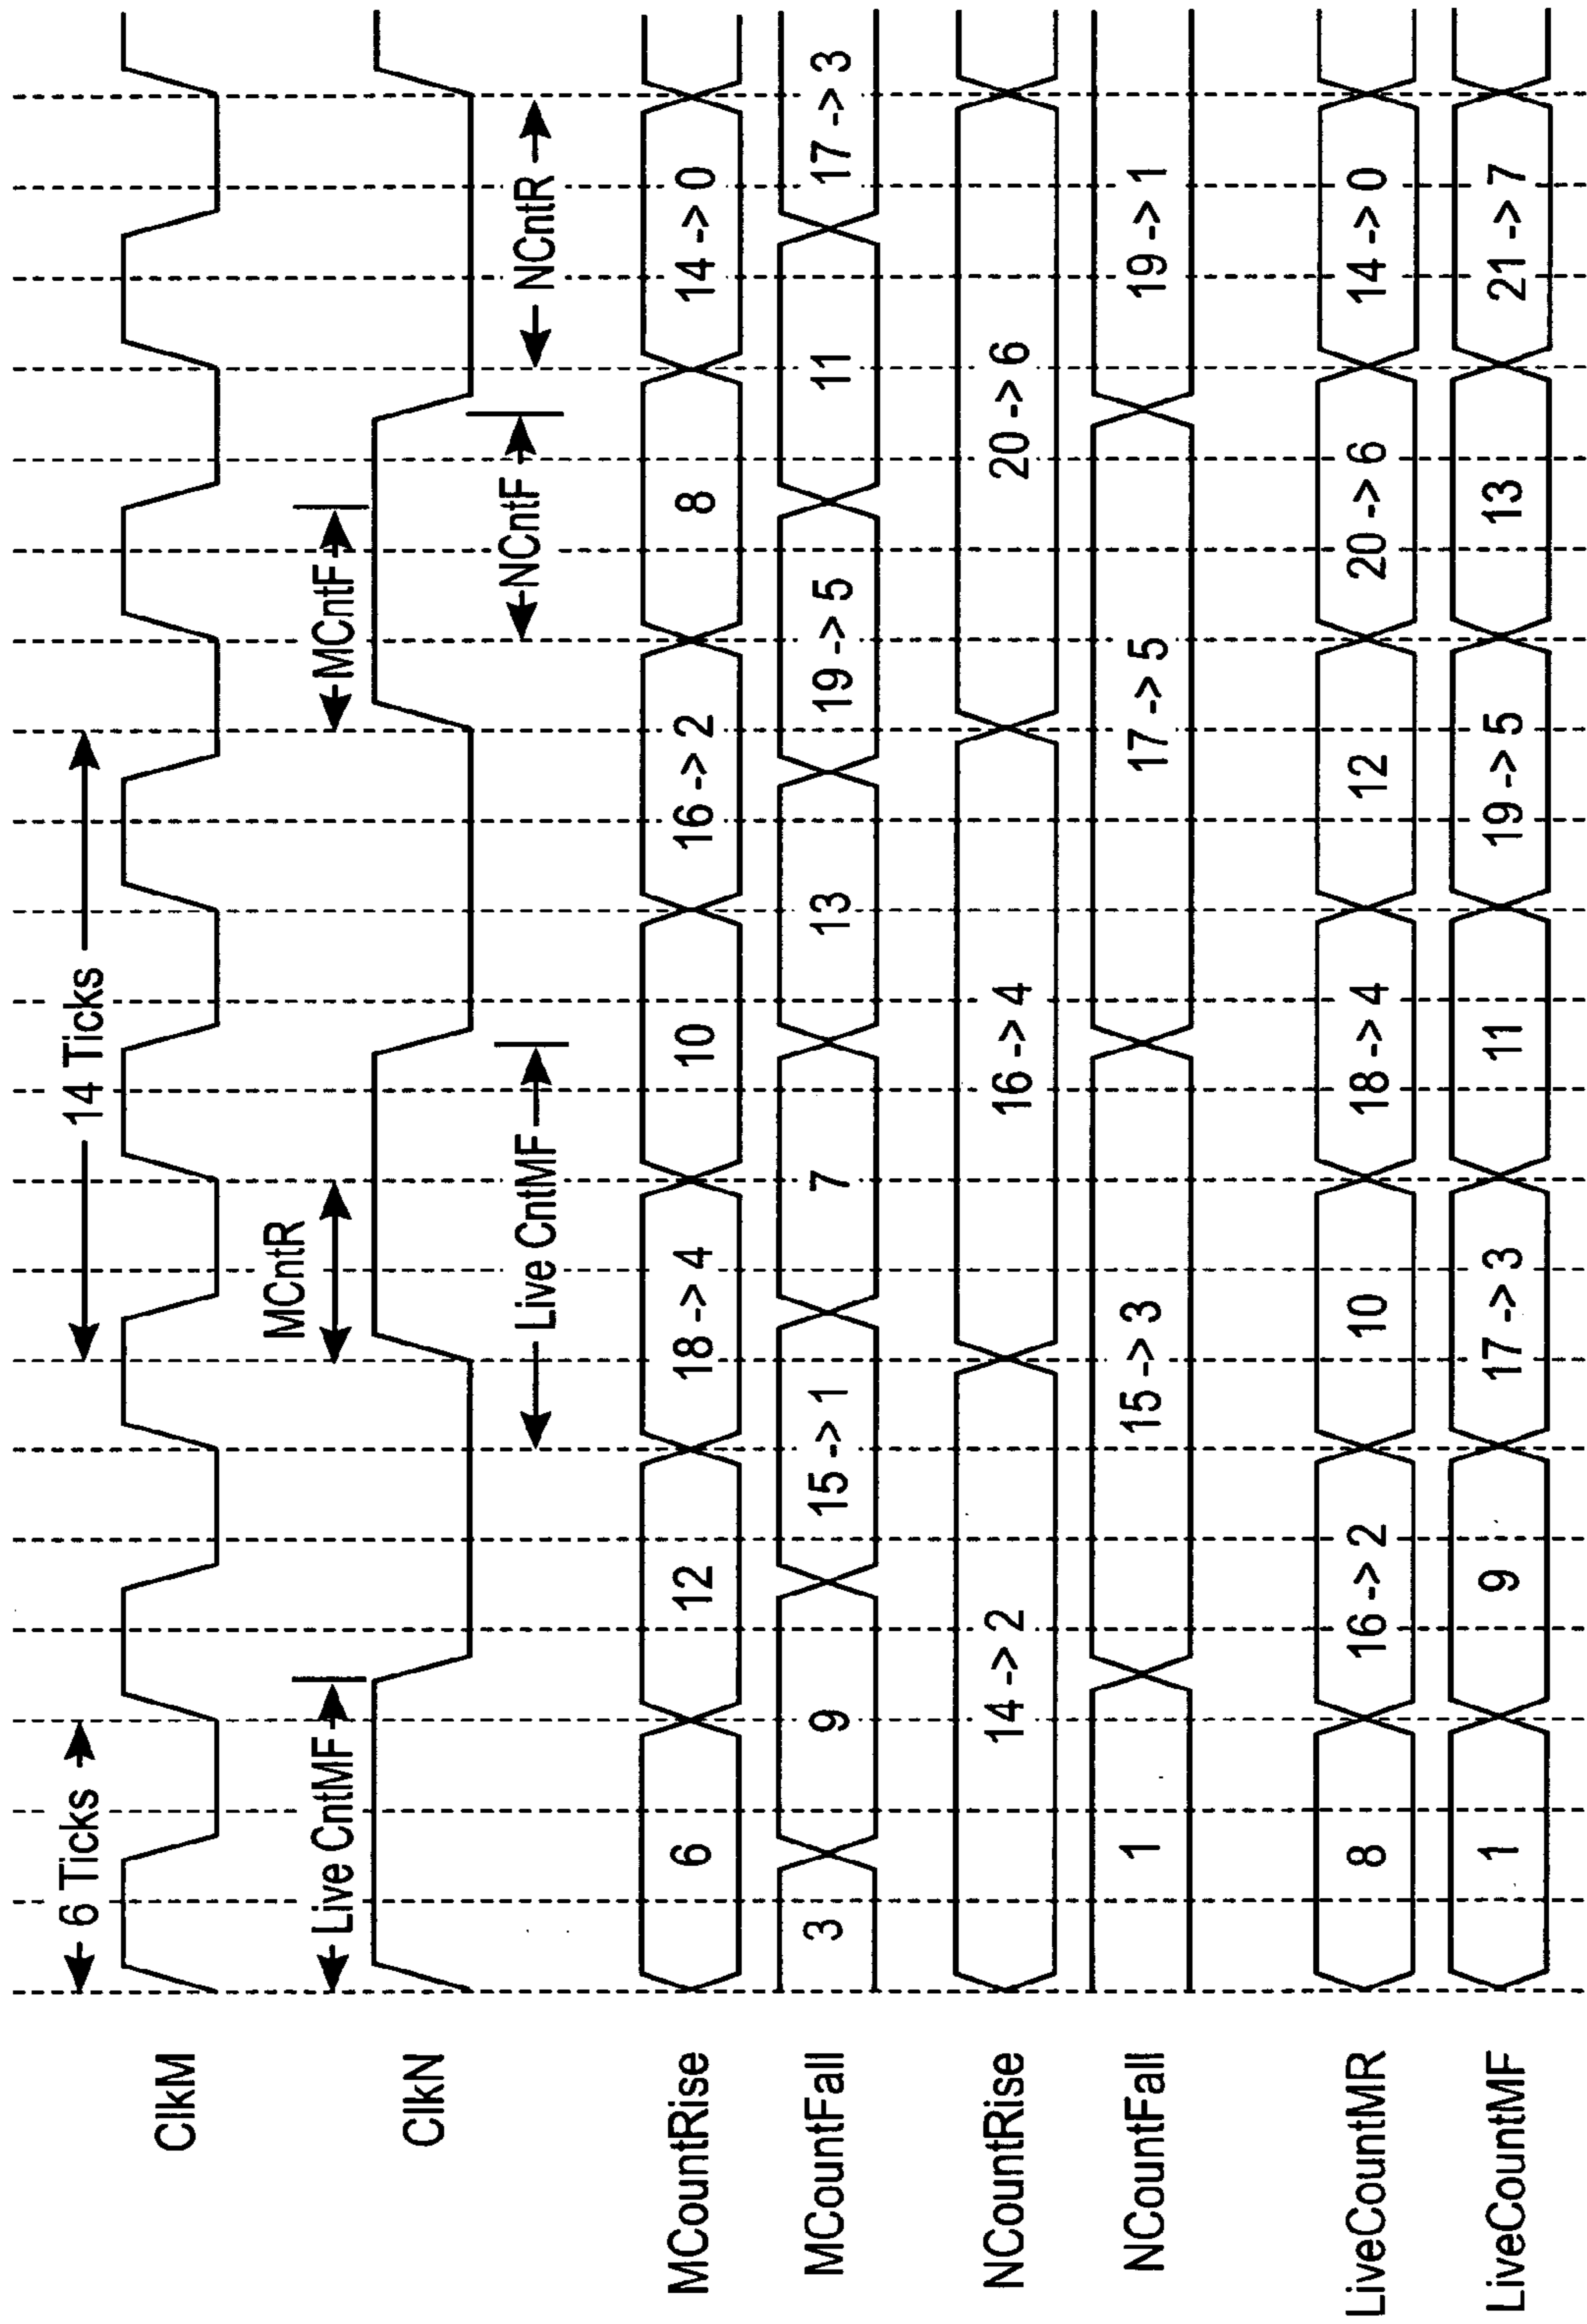 6 Ticks
14 Ticks
ClkM
Live CntMF
MCntR
MCntF
ClkN
Live CntMF
NCntF
NCntR
MCountRise 6 12 18 -> 4 10 16 -> 2 8 14 -> 0
MCountFall 3 9 15 -> 1 7 13 19 -> 5 11 17 -> 3
NCountRise 14 -> 2 16 -> 4 20 -> 6
NCountFall 1 15 -> 3 17 -> 5 19 -> 1
LiveCountMR 8 16 -> 2 10 18 -> 4 12 20 -> 6 14 -> 0
LiveCountMF 1 9 17 -> 3 11 19 -> 5 13 21 -> 7